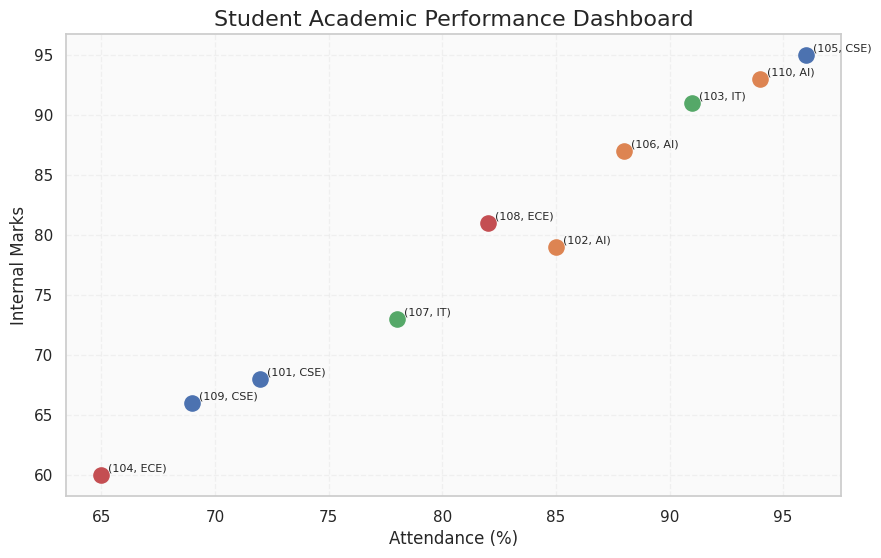 Student Academic Performance Dashboard
95
90
85
80
75
70
65
60
Internal Marks
(105, CSE)
(110, AI)
(103, IT)
(106, AI)
(108, ECE)
(102, AI)
(107, IT)
(101, CSE)
(109, CSE)
(104, ECE)
65 70 75 80 85 90 95
Attendance (%)